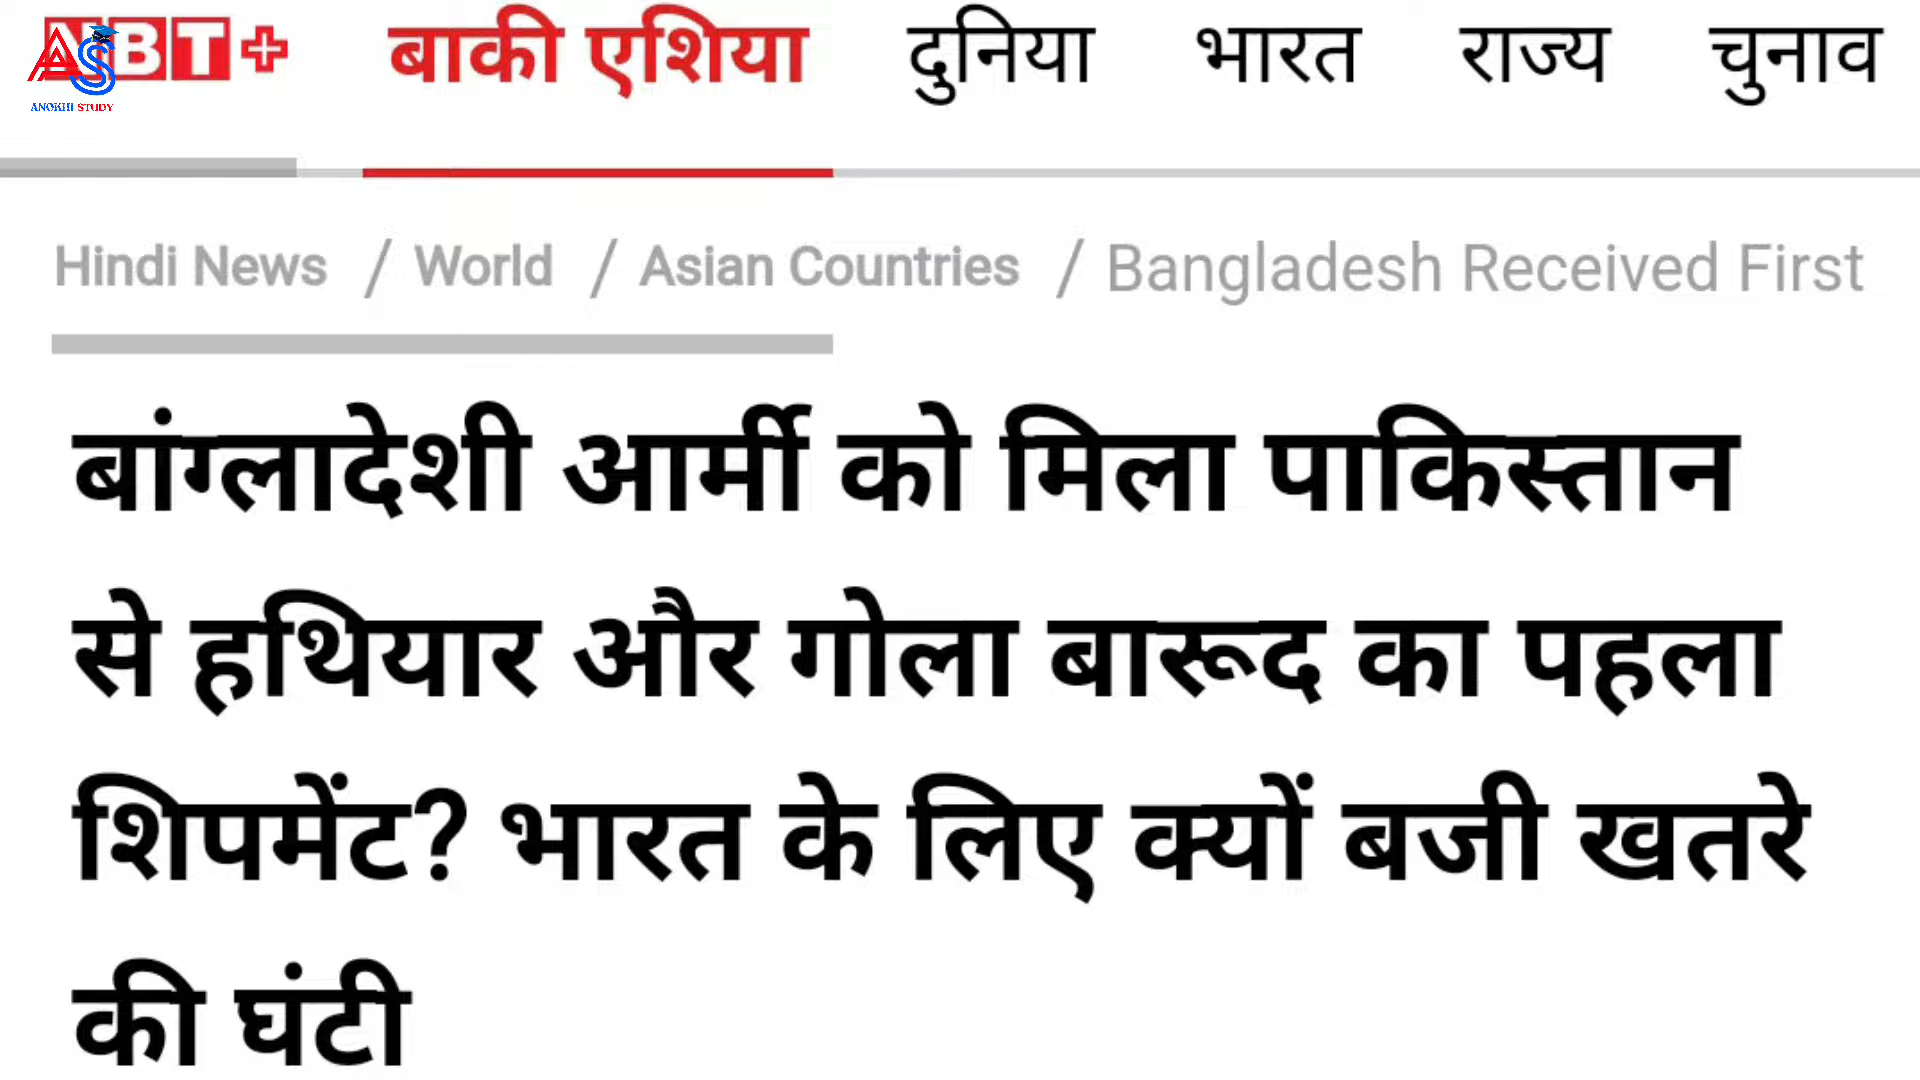 NBT+ बाकी एशिया दुनिया भारत राज्य चुनाव
ANOKHI STUDY
Hindi News / World / Asian Countries / Bangladesh Received First
बांग्लादेशी आर्मी को मिला पाकिस्तान
से हथियार और गोला बारूद का पहला
शिपमेंट? भारत के लिए क्यों बजी खतरे
की घंटी